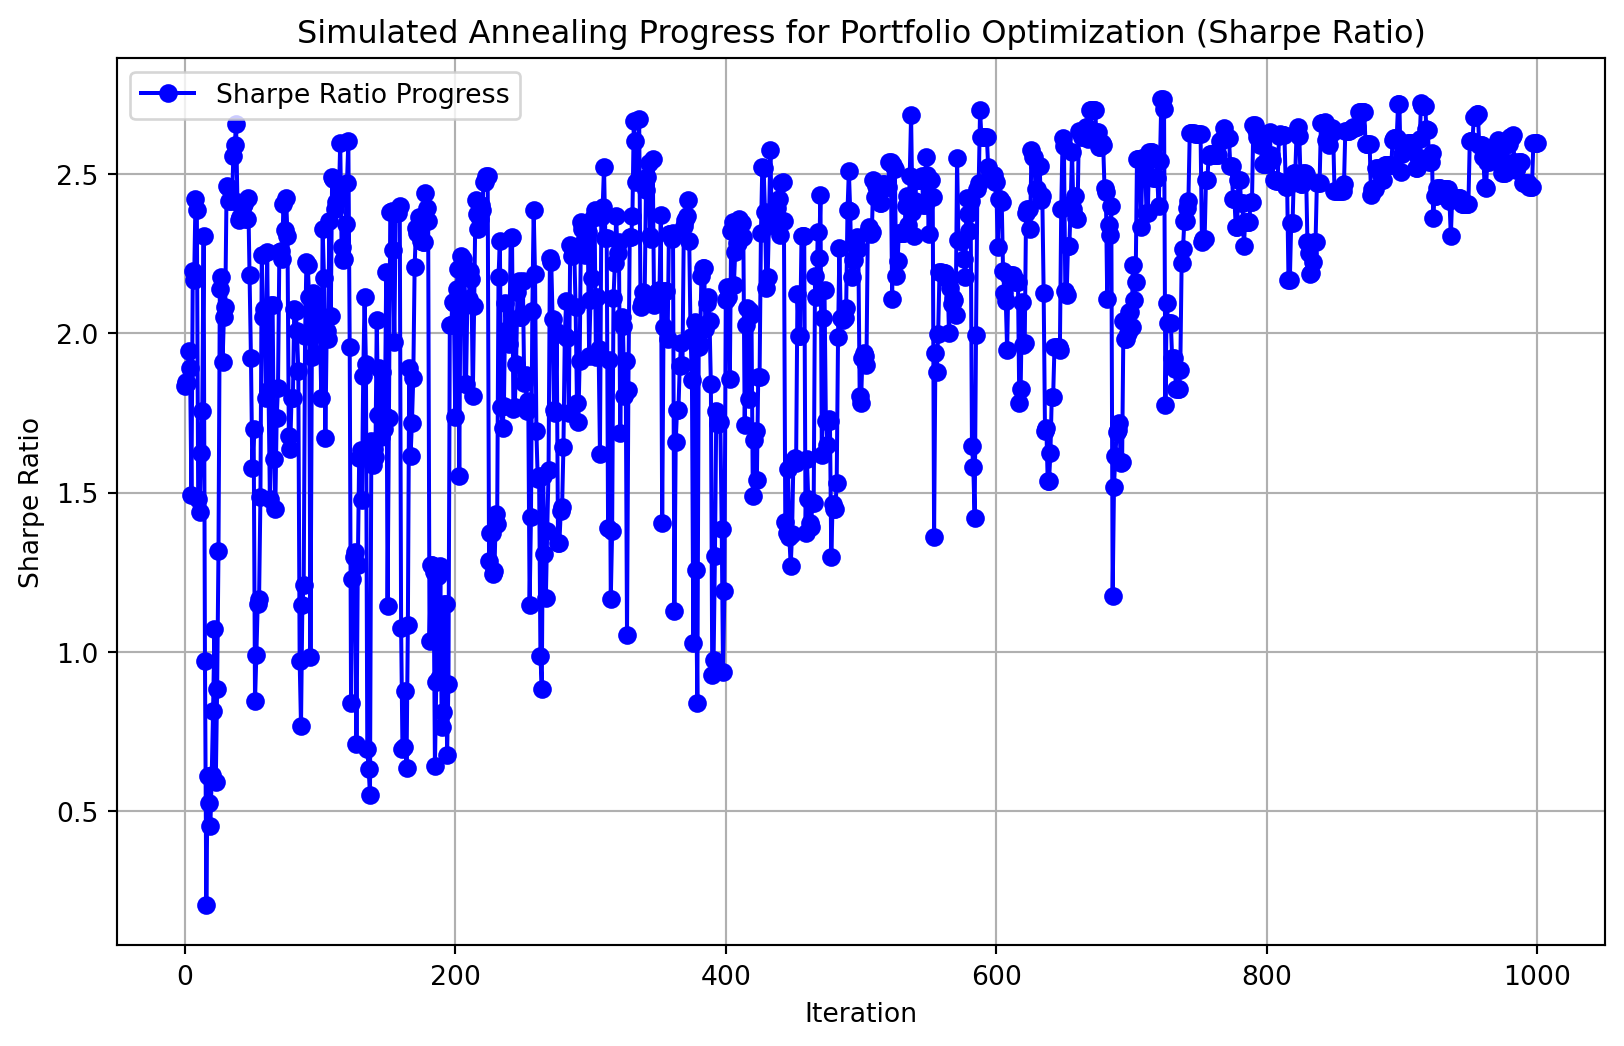 Simulated Annealing Progress for Portfolio Optimization (Sharpe Ratio)
Sharpe Ratio Progress
Sharpe Ratio
2.5
2.0
1.5
1.0
0.5
0 200 400 600 800 1000
Iteration